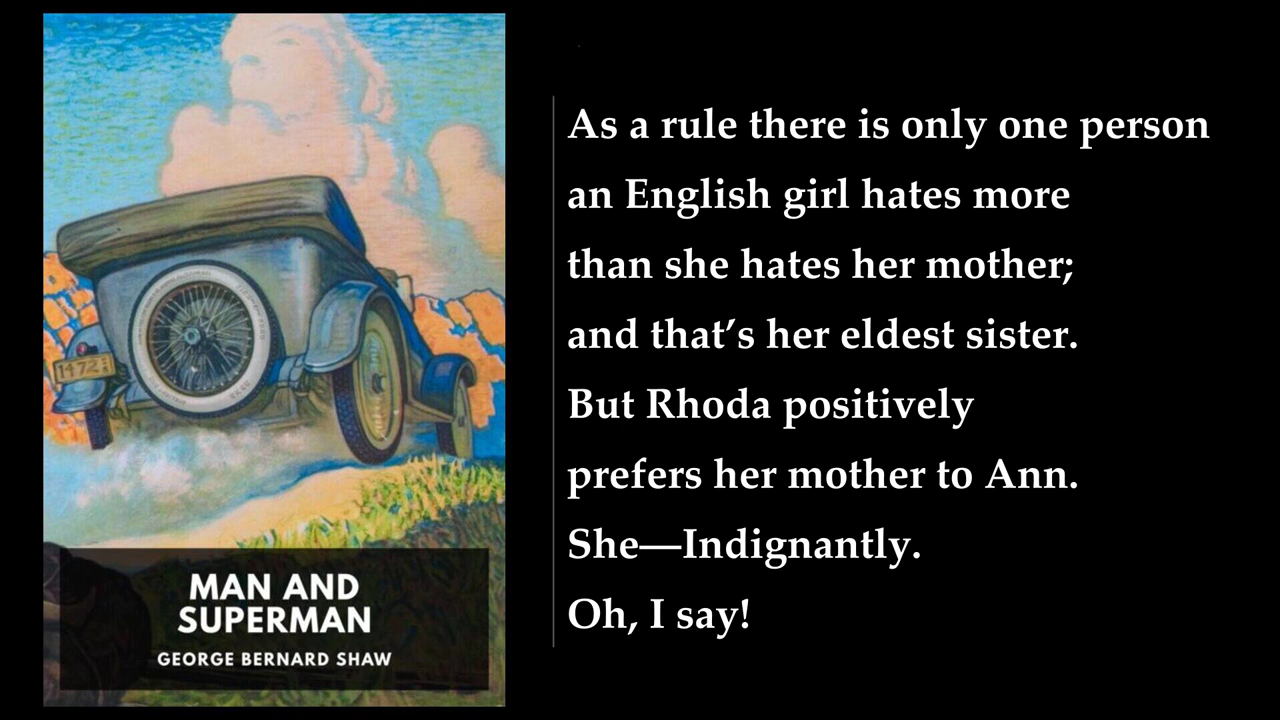 1472
MAN AND
SUPERMAN
GEORGE BERNARD SHAW
As a rule there is only one person
an English girl hates more
than she hates her mother;
and that’s her eldest sister.
But Rhoda positively
prefers her mother to Ann.
She—Indignantly.
Oh, I say!